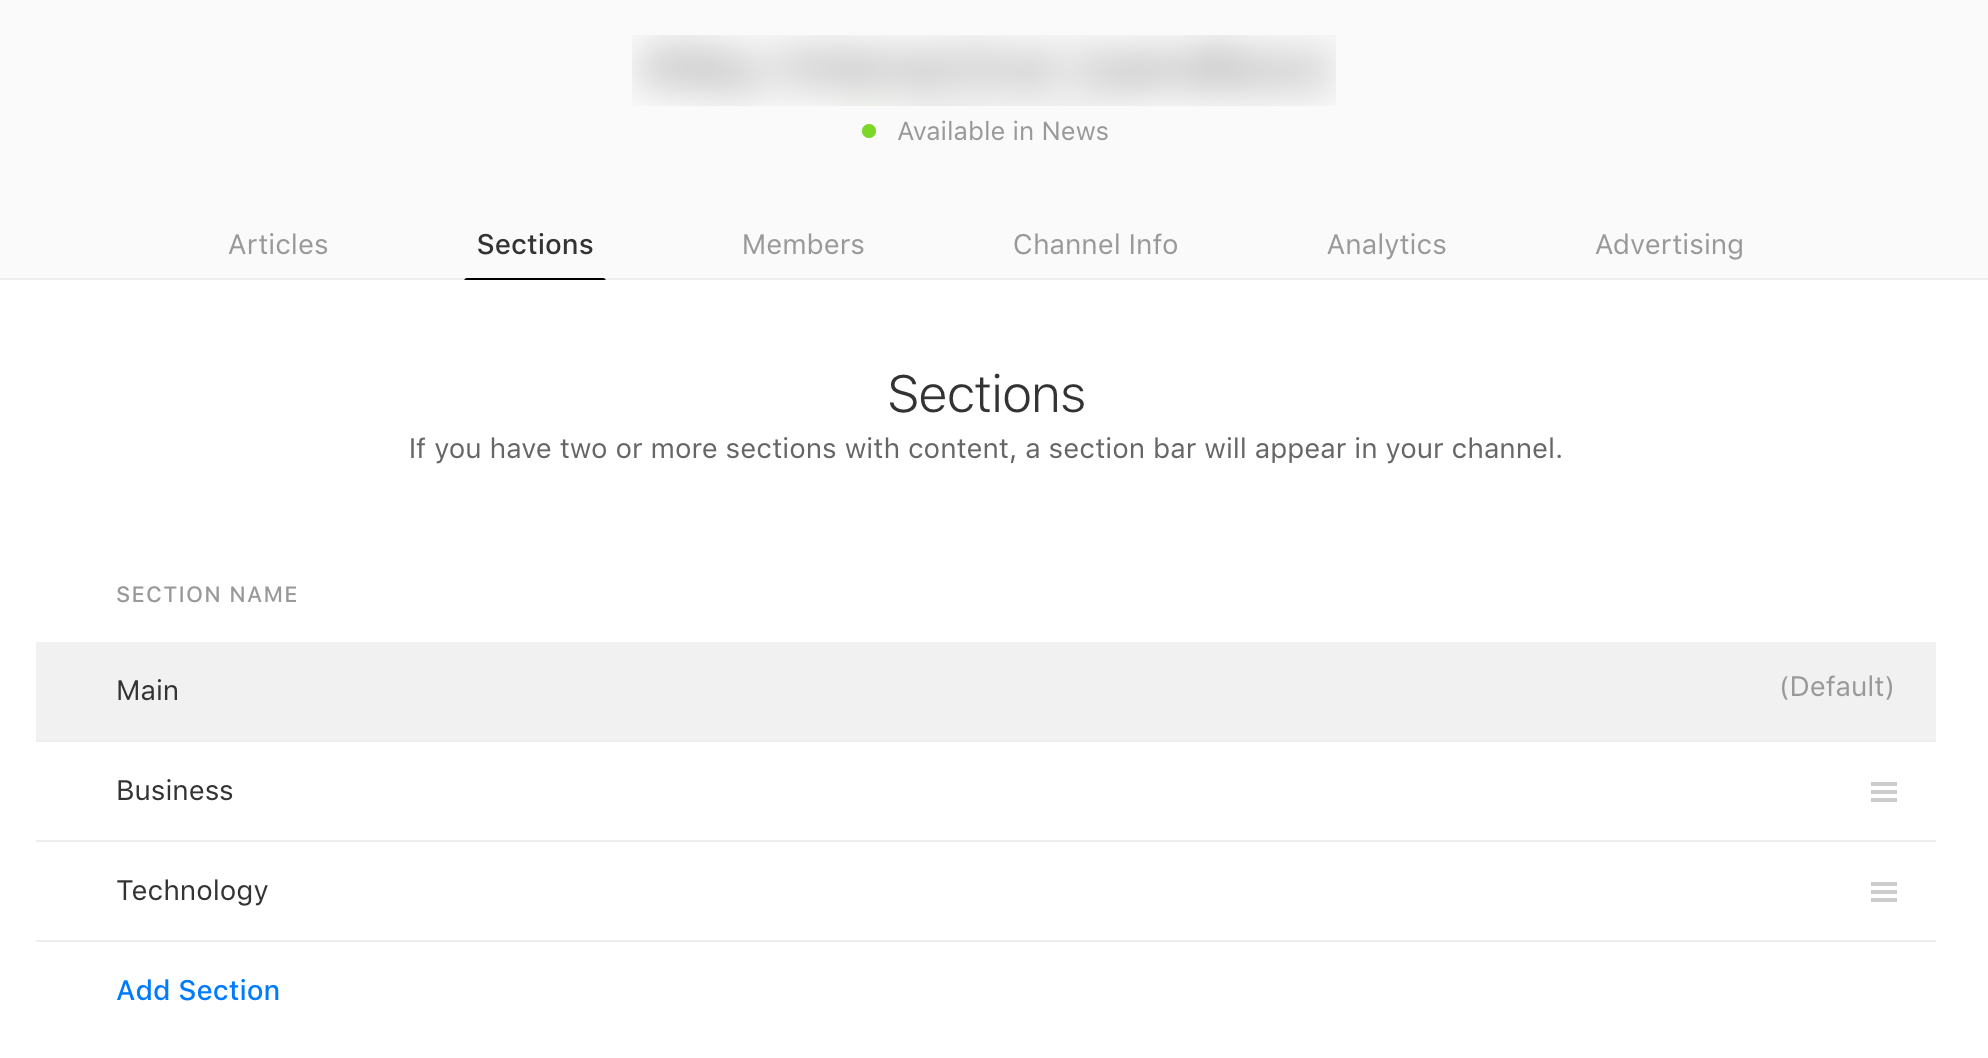 Available in News
Articles Sections Members Channel Info Analytics Advertising
Sections
If you have two or more sections with content, a section bar will appear in your channel.
SECTION NAME
Main (Default)
Business
Technology
Add Section